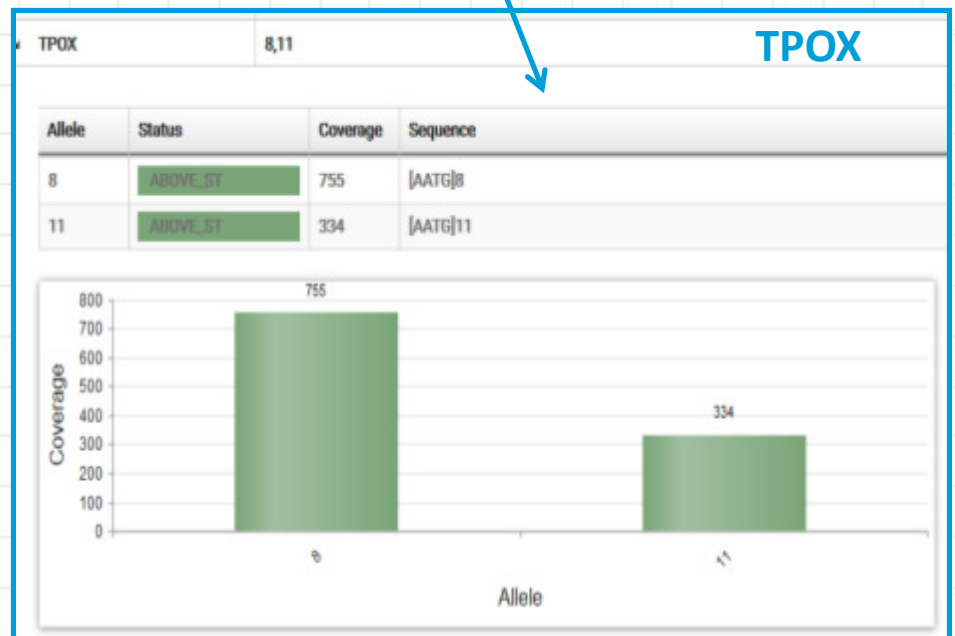 TPOX 8,11 TPOX
Allele Status Coverage Sequence
8 ABOVE_ST 755 [AATG]8
11 ABOVE_ST 334 [AATG]11
755
334
800
700
600
500
400
300
200
100
0
Coverage
8 11
Allele